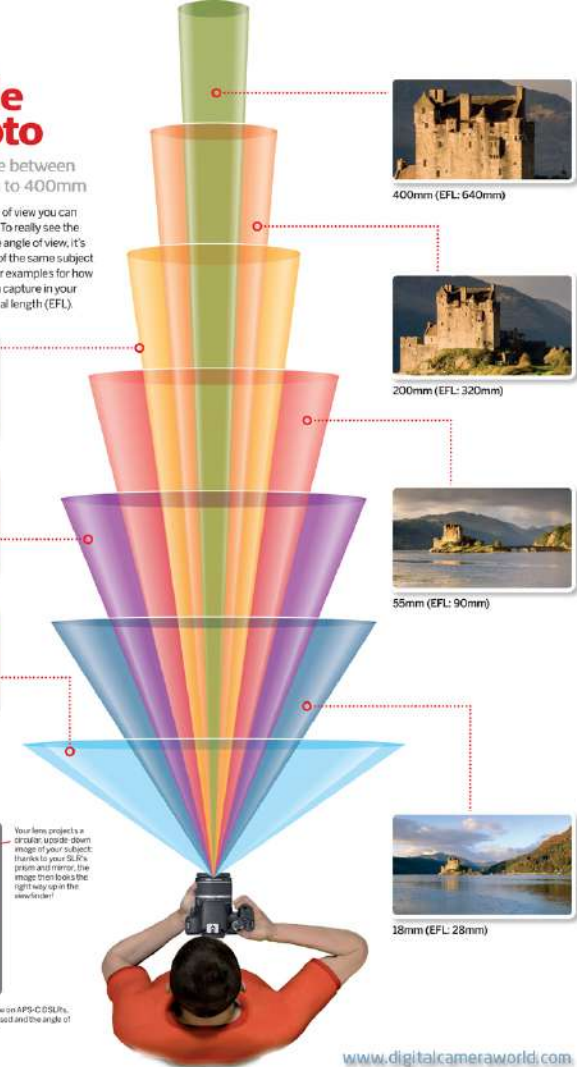 e
oto
e between
to 400mm
of view you can
To really see the
e angle of view, it's
of the same subject
r examples for how
capture in your
al length (EFL).
400mm (EFL: 640mm)
200mm (EFL: 320mm)
55mm (EFL: 90mm)
18mm (EFL: 28mm)
Your lens projects a
circular, upside-down
image of your subject:
thanks to your SLR's
prism and mirror, the
image then looks the
right way up in the
viewfinder!
on APS-C DSLRs,
and the angle of
www.digitalcameraworld.com